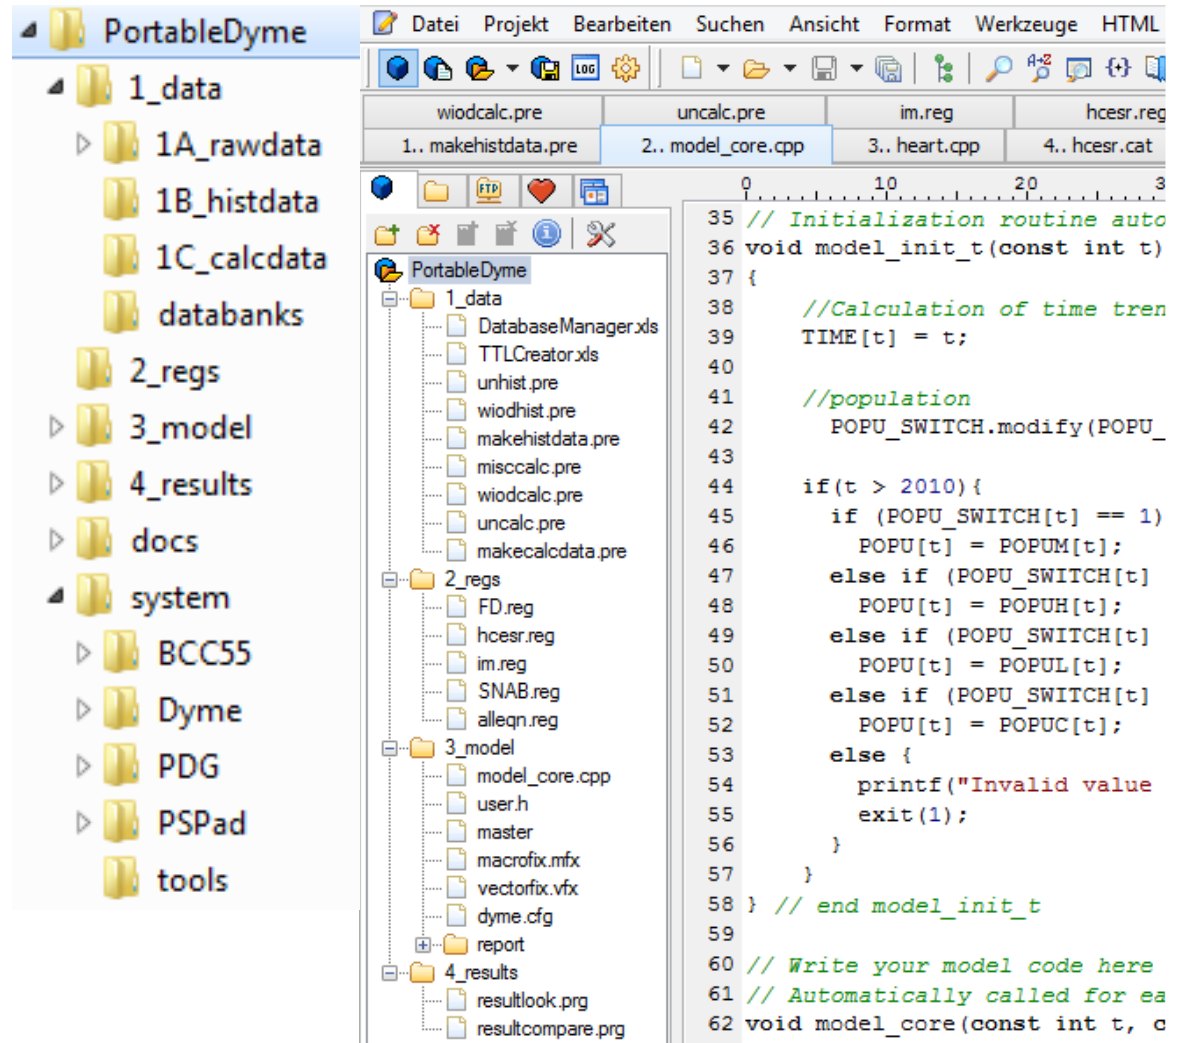 PortableDyme
1_data
1A_rawdata
1B_histdata
1C_calcdata
databanks
2_regs
3_model
4_results
docs
system
BCC55
Dyme
PDG
PSPad
tools
Datei Projekt Bearbeiten Suchen Ansicht Format Werkzeuge HTML
LOG
A+Z
wiodcalc.pre uncalc.pre im.reg hcesr.reg
1.. makehistdata.pre 2.. model_core.cpp 3.. heart.cpp 4.. hcesr.cat
FTP
PortableDyme
1_data
DatabaseManager.xls
TTLCreator.xls
unhist.pre
wiodhist.pre
makehistdata.pre
misccalc.pre
wiodcalc.pre
uncalc.pre
makecalcdata.pre
2_regs
FD.reg
hcesr.reg
im.reg
SNAB.reg
alleqn.reg
3_model
model_core.cpp
user.h
master
macrofix.mfx
vectorfix.vfx
dyme.cfg
report
4_results
resultlook.prg
resultcompare.prg
0 10 20 3
35 // Initialization routine auto
36 void model_init_t(const int t)
37 {
38 //Calculation of time tren
39 TIME[t] = t;
40
41 //population
42 POPU_SWITCH.modify(POPU_
43
44 if(t > 2010){
45 if (POPU_SWITCH[t] == 1)
46 POPU[t] = POPUM[t];
47 else if (POPU_SWITCH[t]
48 POPU[t] = POPUH[t];
49 else if (POPU_SWITCH[t]
50 POPU[t] = POPUL[t];
51 else if (POPU_SWITCH[t]
52 POPU[t] = POPUC[t];
53 else {
54 printf("Invalid value
55 exit(1);
56 }
57 }
58 } // end model_init_t
59
60 // Write your model code here
61 // Automatically called for ea
62 void model_core(const int t, c